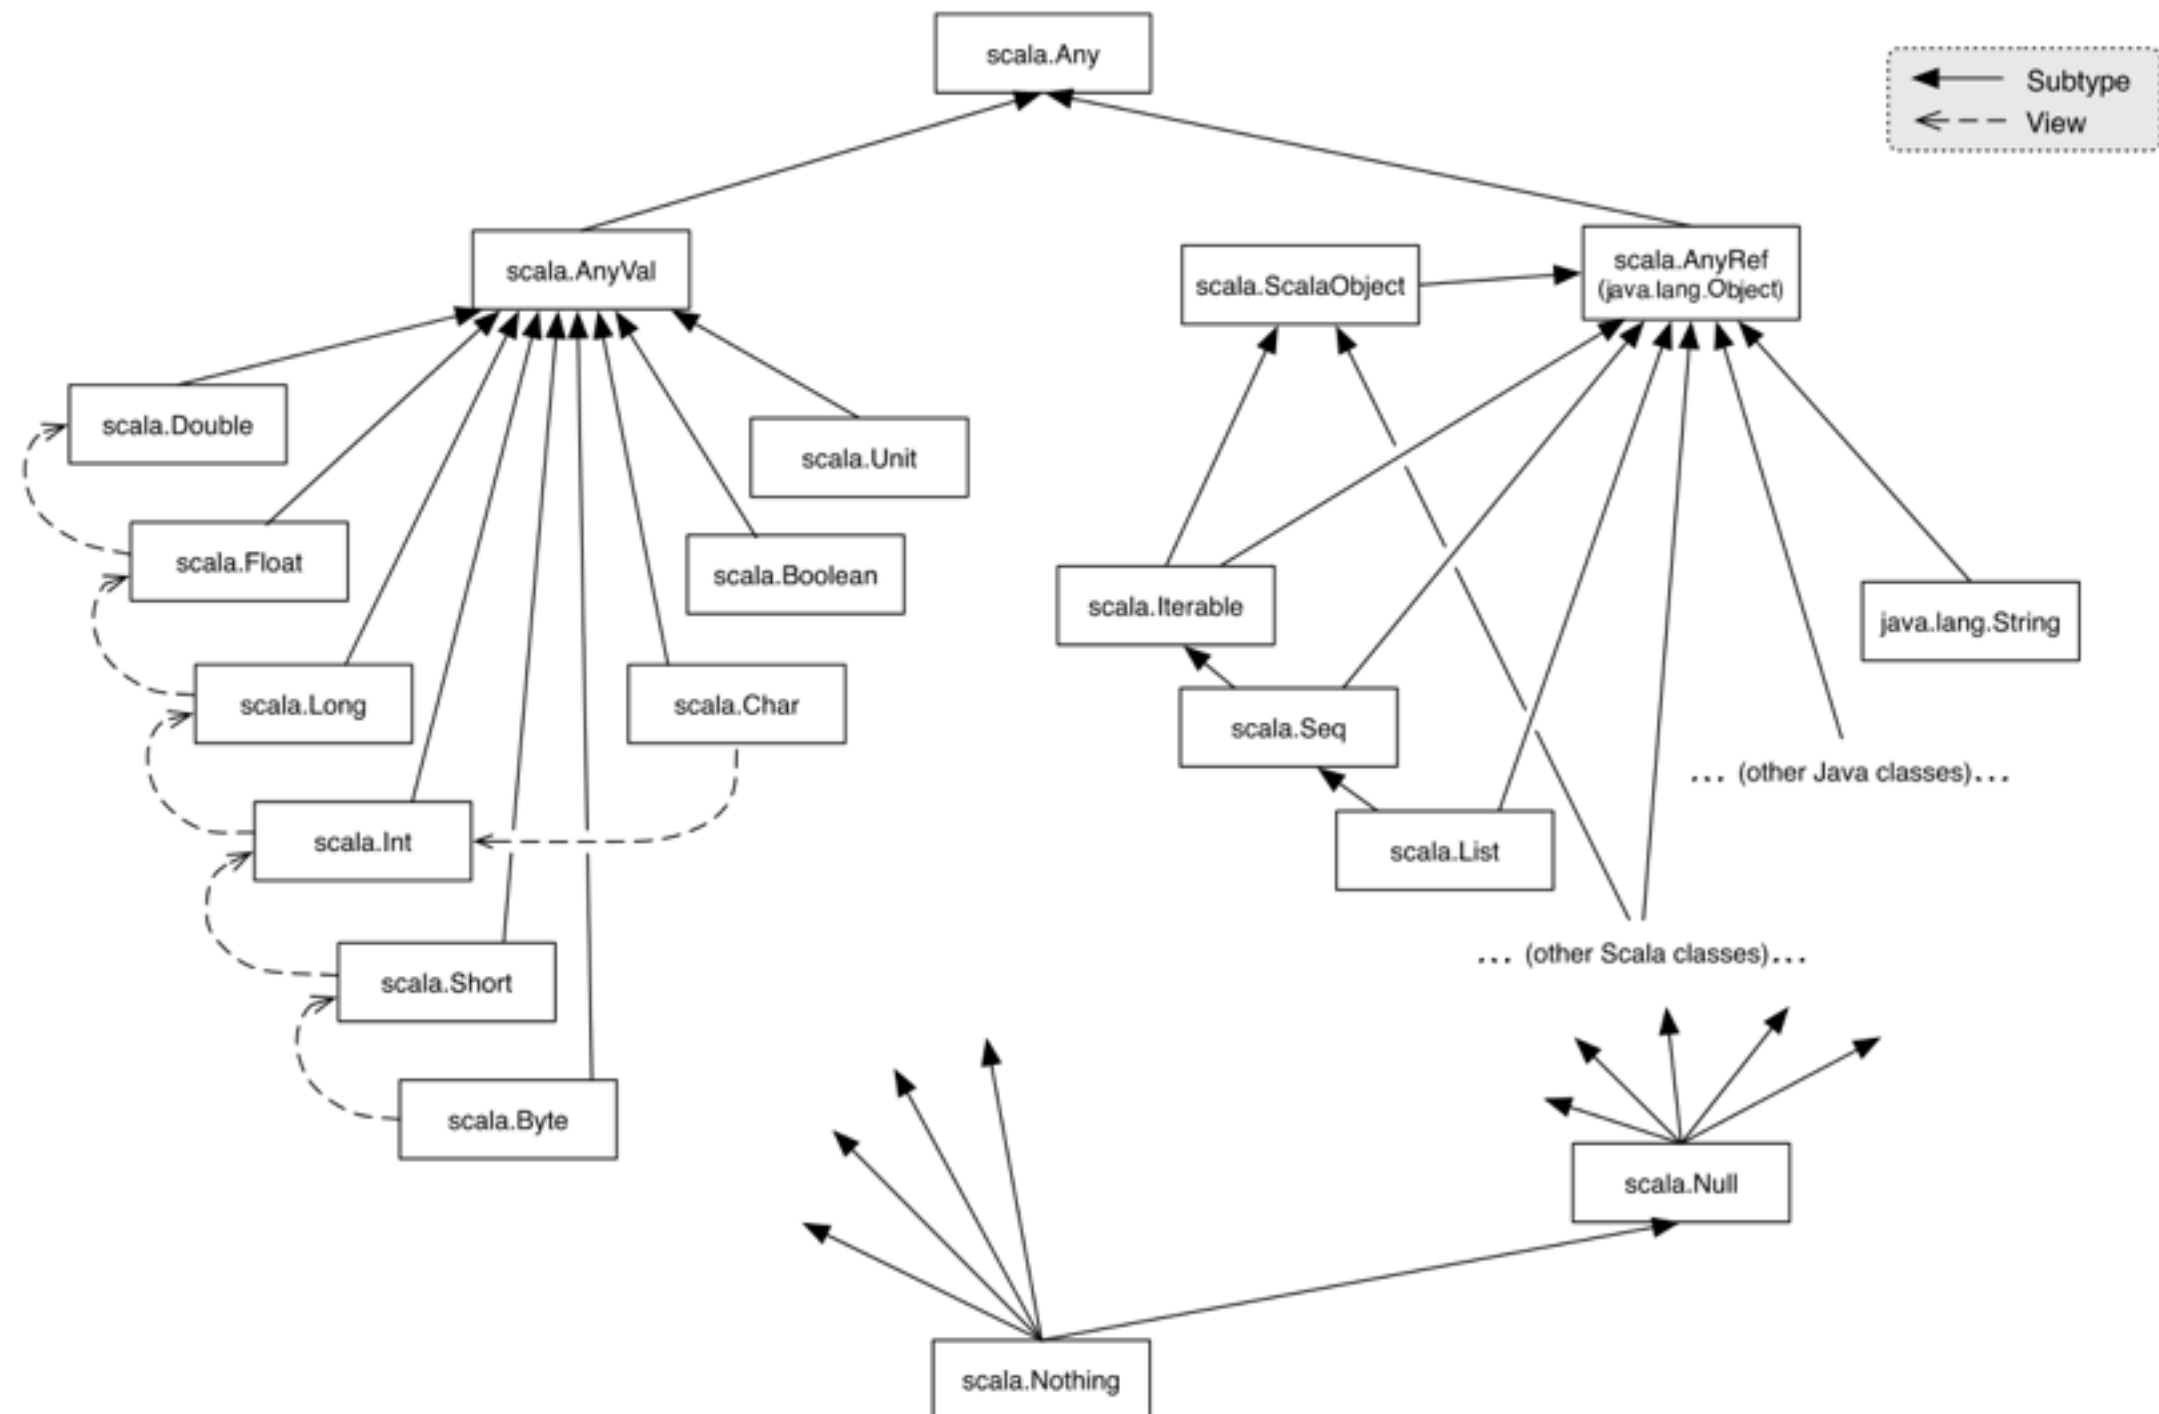 scala.Any
Subtype
View
scala.AnyVal
scala.ScalaObject
scala.AnyRef
(java.lang.Object)
scala.Double
scala.Unit
scala.Float
scala.Boolean
scala.Iterable
java.lang.String
scala.Long
scala.Char
scala.Seq
... (other Java classes)...
scala.Int
scala.List
... (other Scala classes)...
scala.Short
scala.Byte
scala.Null
scala.Nothing